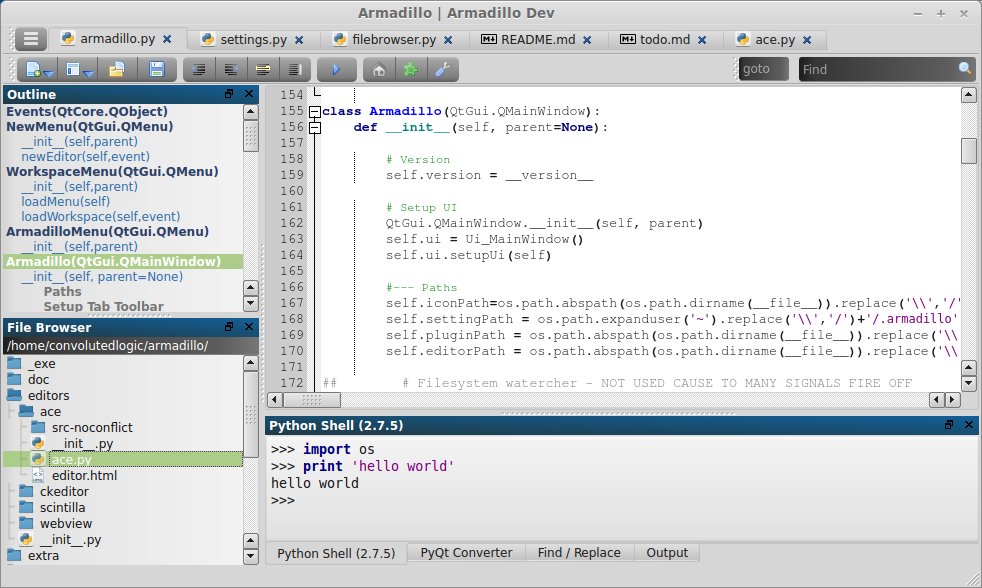 Armadillo | Armadillo Dev
armadillo.py
settings.py
filebrowser.py
README.md
todo.md
ace.py
goto
Find
Outline
Events(QtCore.QObject)
NewMenu(QtGui.QMenu)
__init__(self,parent)
newEditor(self,event)
WorkspaceMenu(QtGui.QMenu)
__init__(self,parent)
loadMenu(self)
loadWorkspace(self,event)
ArmadilloMenu(QtGui.QMenu)
__init__(self,parent)
Armadillo(QtGui.QMainWindow)
__init__(self, parent=None)
Paths
Setup Tab Toolbar
File Browser
/home/convolutedlogic/armadillo/
_exe
doc
editors
ace
src-noconflict
__init__.py
ace.py
editor.html
ckeditor
scintilla
webview
__init__.py
extra
154
155 class Armadillo(QtGui.QMainWindow):
156 def __init__(self, parent=None):
157
158 # Version
159 self.version = __version__
160
161 # Setup UI
162 QtGui.QMainWindow.__init__(self, parent)
163 self.ui = Ui_MainWindow()
164 self.ui.setupUi(self)
165
166 #--- Paths
167 self.iconPath=os.path.abspath(os.path.dirname(__file__)).replace('\\','/'
168 self.settingPath = os.path.expanduser('~').replace('\\','/')+'/.armadillo'
169 self.pluginPath = os.path.abspath(os.path.dirname(__file__)).replace('\\
170 self.editorPath = os.path.abspath(os.path.dirname(__file__)).replace('\\
171
172 ## # Filesystem watercher - NOT USED CAUSE TO MANY SIGNALS FIRE OFF
Python Shell (2.7.5)
>>> import os
>>> print 'hello world'
hello world
>>>
Python Shell (2.7.5)
PyQt Converter
Find / Replace
Output